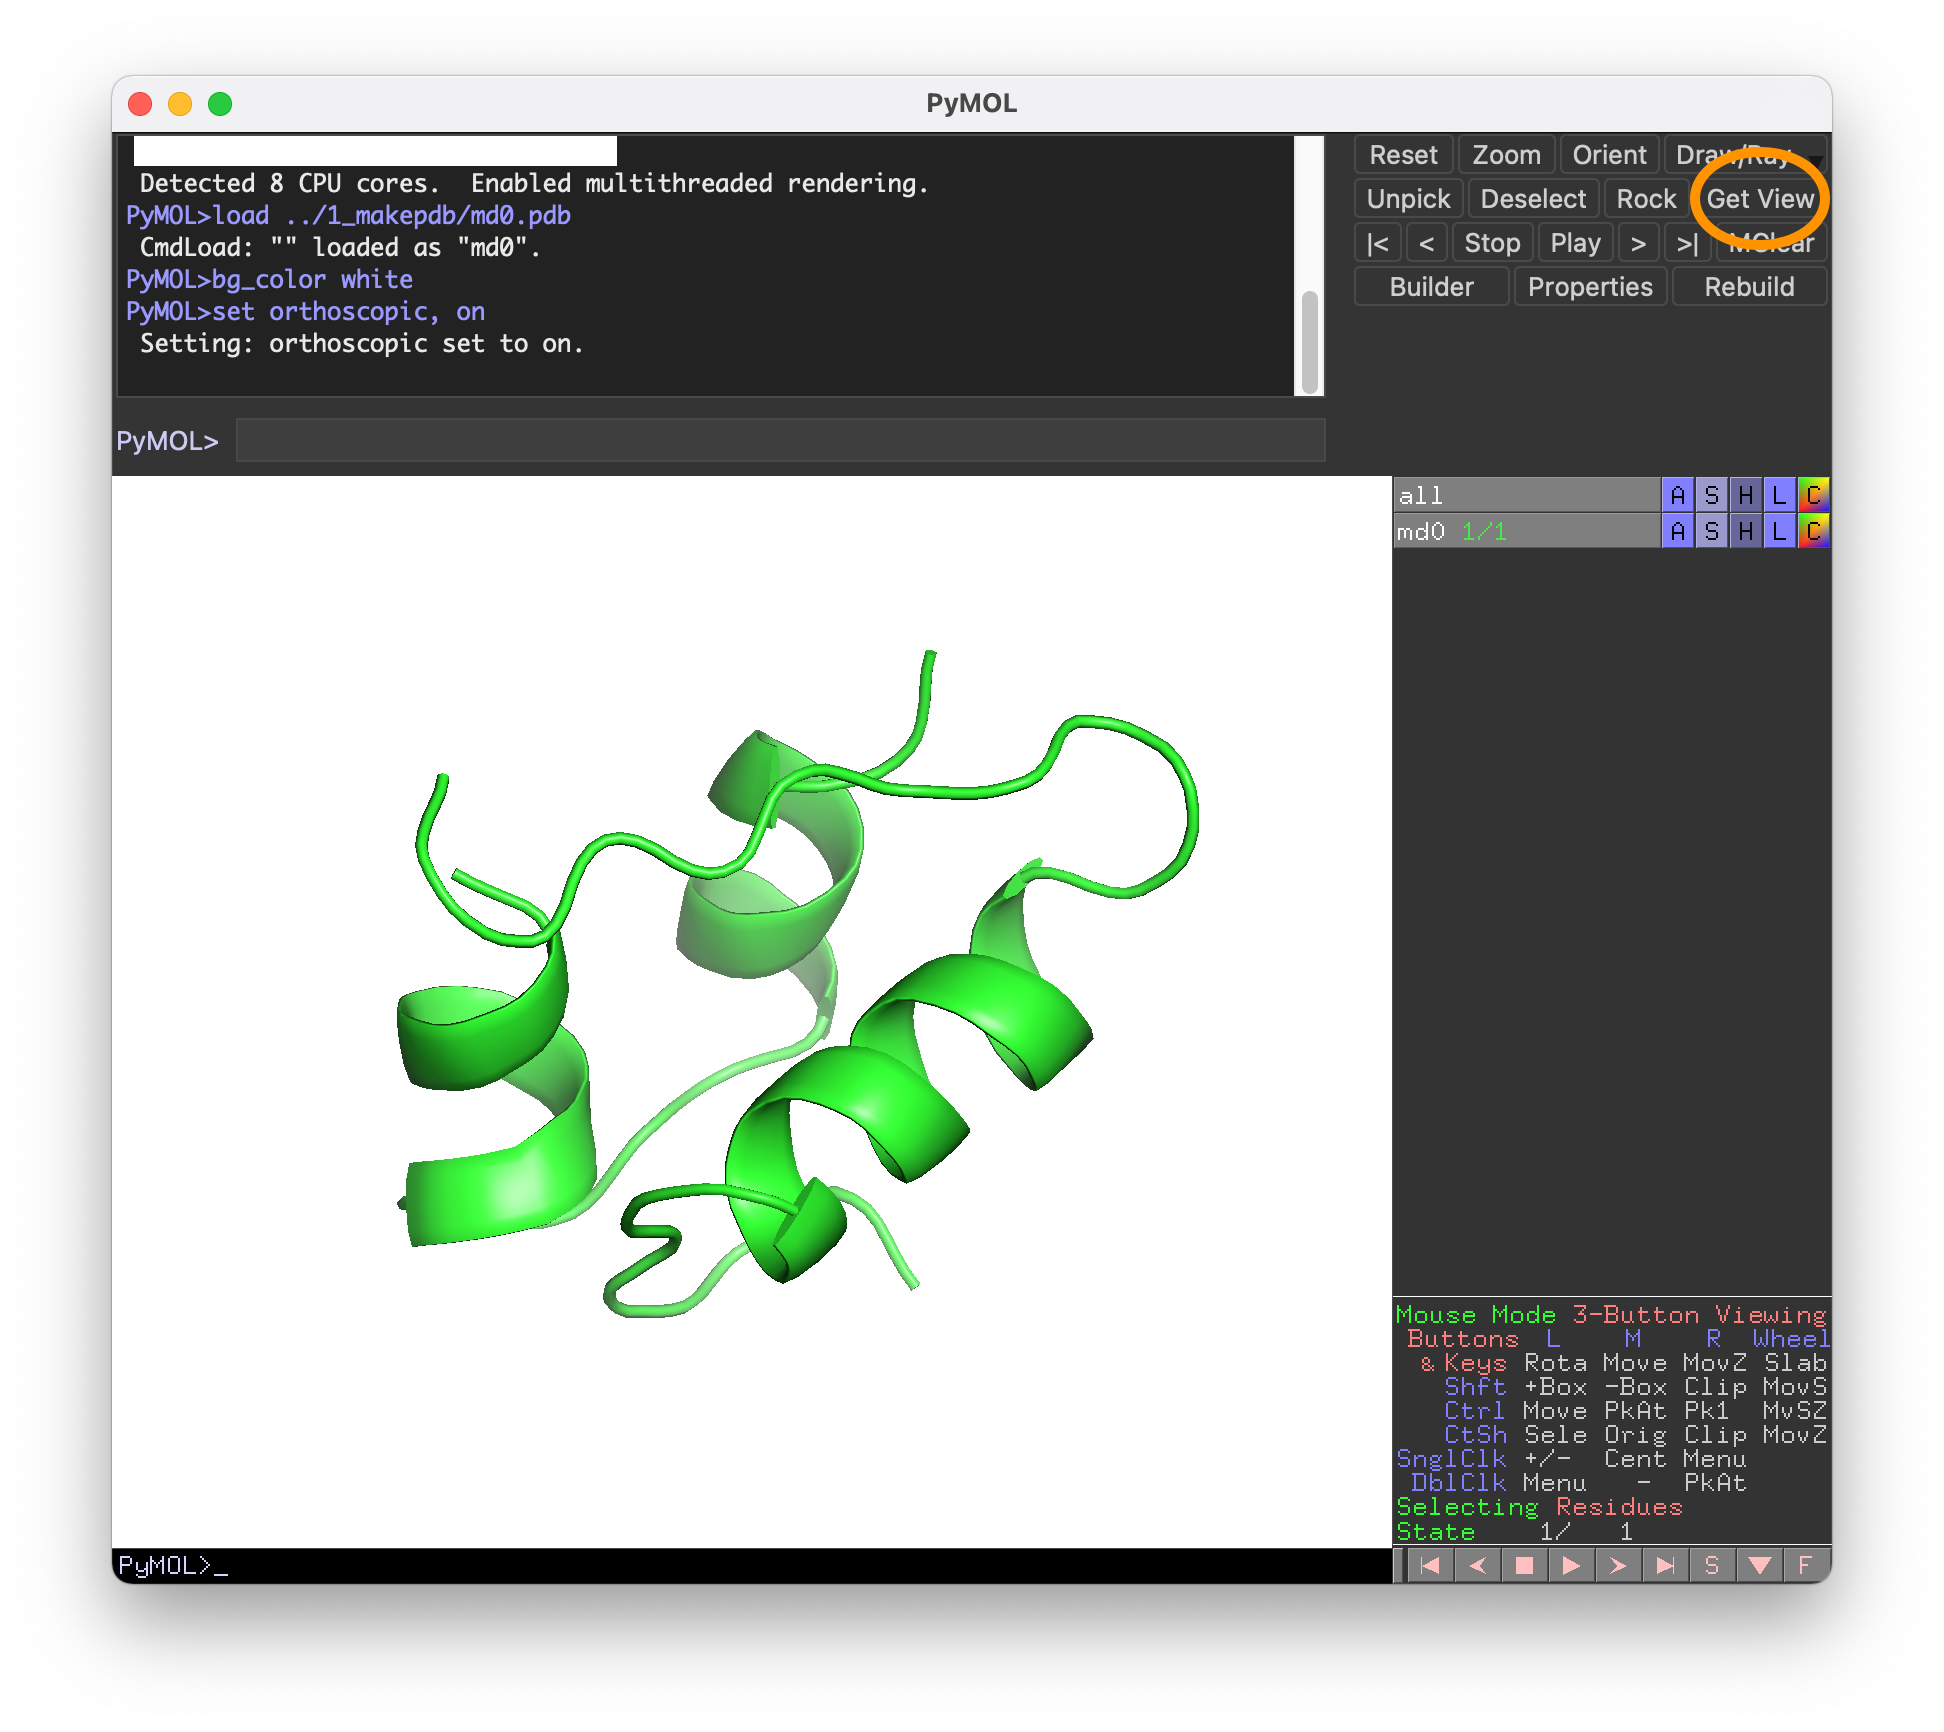 PyMOL
Detected 8 CPU cores.  Enabled multithreaded rendering.
PyMOL>load ../1_makepdb/md0.pdb
CmdLoad: "" loaded as "md0".
PyMOL>bg_color white
PyMOL>set orthoscopic, on
Setting: orthoscopic set to on.
PyMOL>
Reset Zoom Orient Draw/Ray
Unpick Deselect Rock Get View
|< < Stop Play > >| MClear
Builder Properties Rebuild
all A S H L C
md0 1/1 A S H L C
Mouse Mode 3-Button Viewing
Buttons L M R Wheel
& Keys Rota Move MovZ Slab
Shft +Box -Box Clip MovS
Ctrl Move PkAt Pk1 MvSZ
CtSh Sele Orig Clip MovZ
SnglClk +/- Cent Menu
DblClk Menu - PkAt
Selecting Residues
State 1/ 1
PyMOL>_
S F